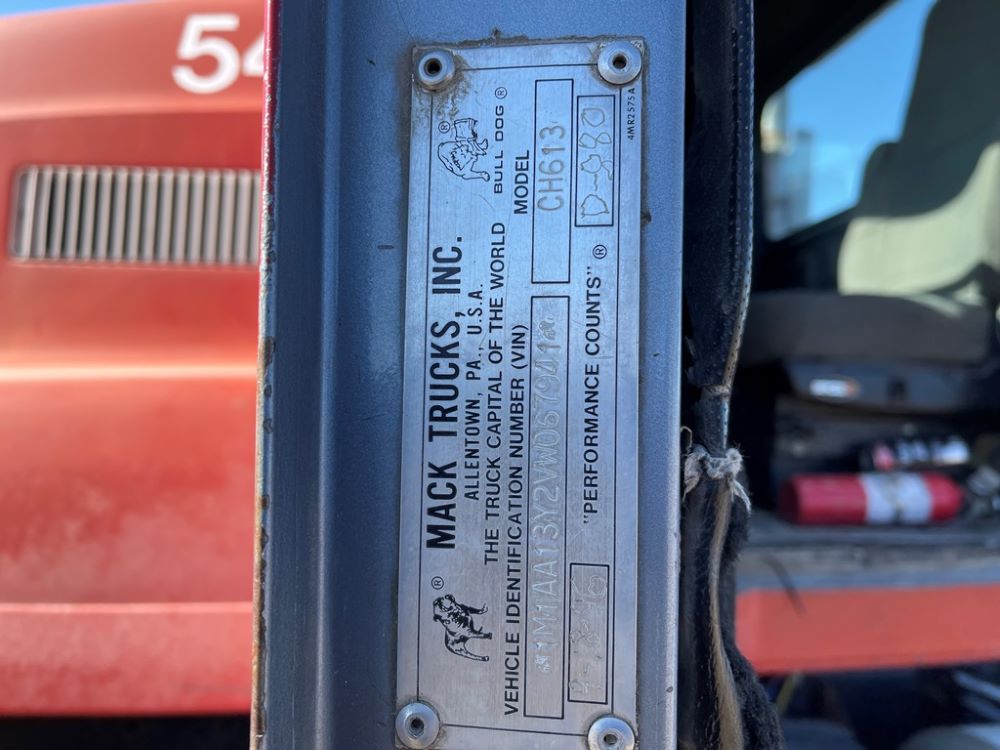 54
BULL DOG ®
MACK TRUCKS, INC.
ALLENTOWN, PA., U.S.A.
THE TRUCK CAPITAL OF THE WORLD
MODEL
VEHICLE IDENTIFICATION NUMBER (VIN)
CH613
*1M1AA13Y2VW067941*
D-980
"PERFORMANCE COUNTS" ®
4MR2575A